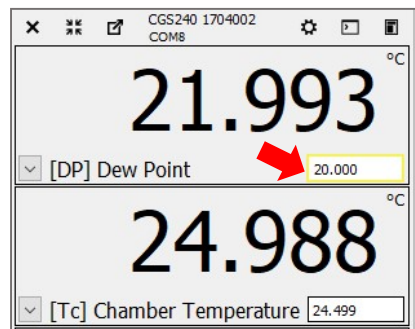 CGS240 1704002
COM8
°C
21.993
[DP] Dew Point 20.000
°C
24.988
[Tc] Chamber Temperature 24.499